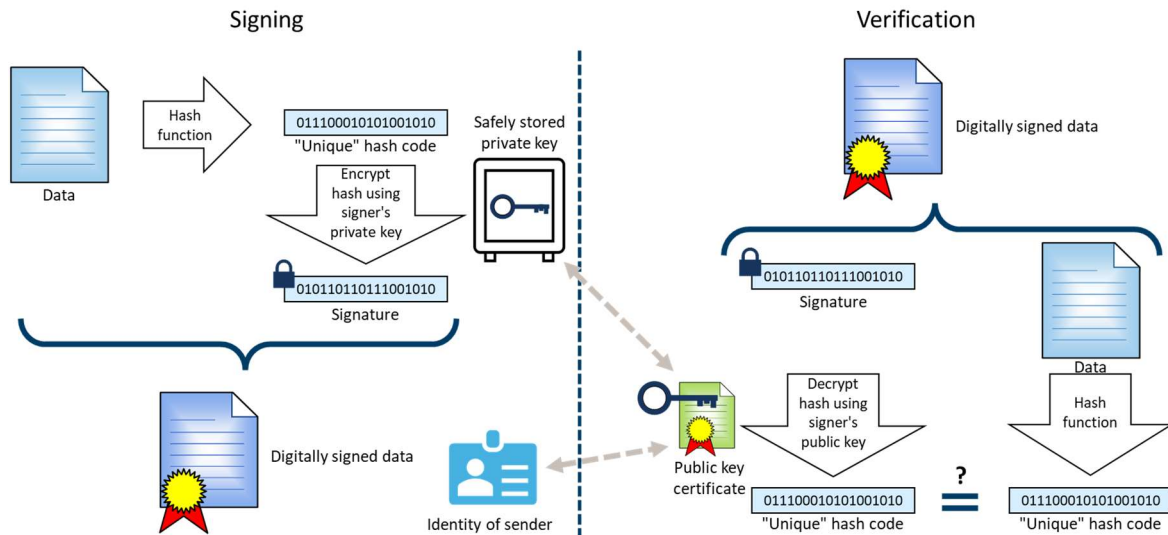 Signing
Hash
function
011100010101001010
"Unique" hash code
Data
Encrypt
hash using
signer's
private key
Safely stored
private key
010110110111001010
Signature
Digitally signed data
Identity of sender
Verification
Digitally signed data
010110110111001010
Signature
Data
Public key
certificate
Decrypt
hash using
signer's
public key
Hash
function
011100010101001010
"Unique" hash code
?
011100010101001010
"Unique" hash code